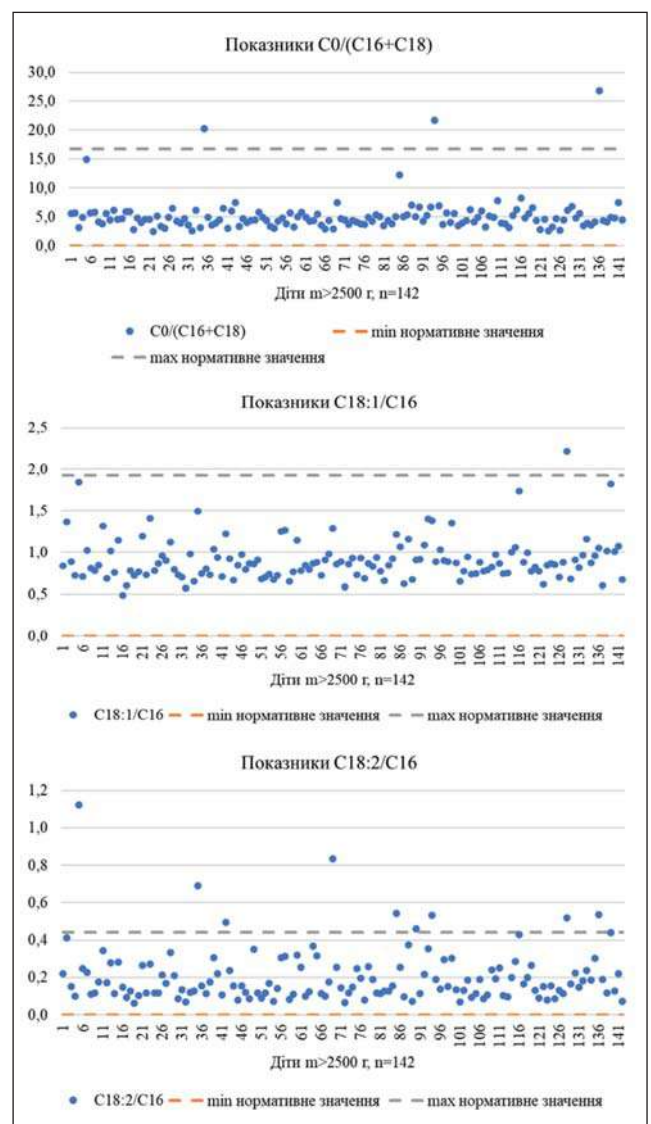 Показники C0/(C16+C18)
30,0
25,0
20,0
15,0
10,0
5,0
0,0
1 6 11 16 21 26 31 36 41 46 51 56 61 66 71 76 81 86 91 96 101 106 111 116 121 126 131 136 141
Діти m>2500 г, n=142
C0/(C16+C18) min нормативне значення
max нормативне значення
Показники C18:1/C16
2,5
2,0
1,5
1,0
0,5
0,0
1 6 11 16 21 26 31 36 41 46 51 56 61 66 71 76 81 86 91 96 101 106 111 116 121 126 131 136 141
Діти m>2500 г, n=142
C18:1/C16 min нормативне значення max нормативне значення
Показники C18:2/C16
1,2
1,0
0,8
0,6
0,4
0,2
0,0
1 6 11 16 21 26 31 36 41 46 51 56 61 66 71 76 81 86 91 96 101 106 111 116 121 126 131 136 141
Діти m>2500 г, n=142
C18:2/C16 min нормативне значення max нормативне значення